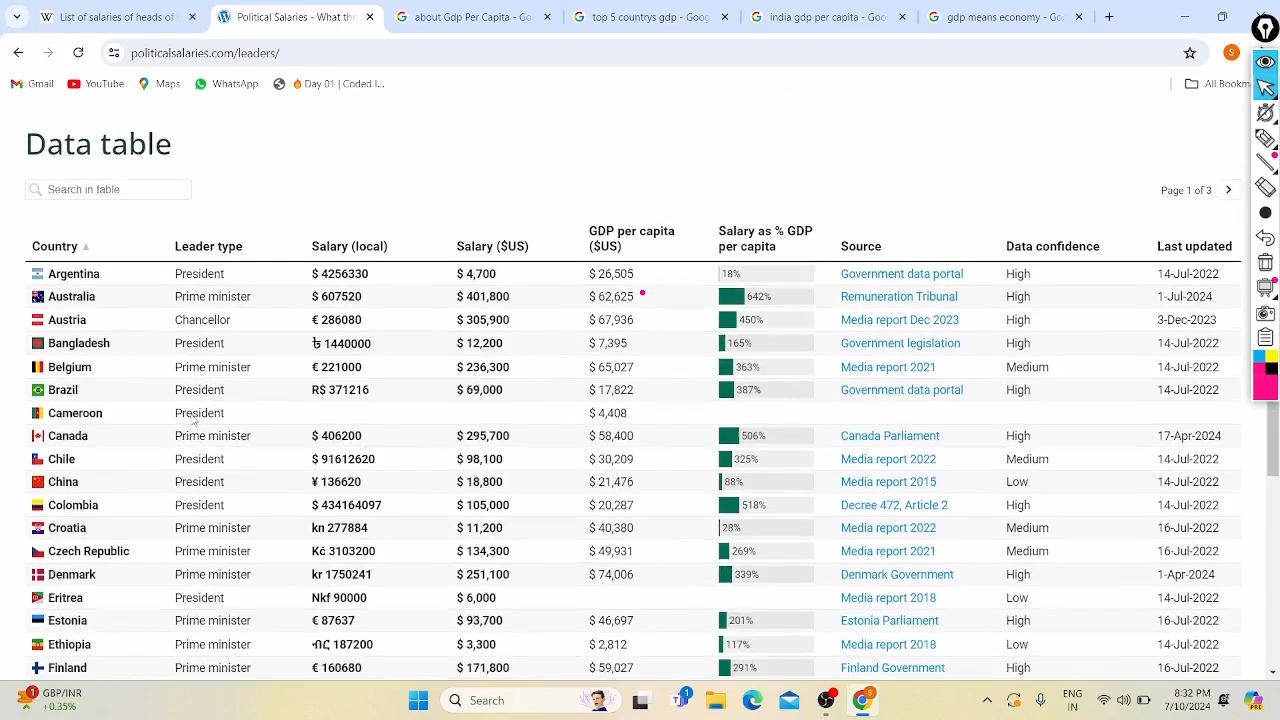 Political Salaries - What
about GDp Per Capita - Go
top 5 countrys gdp - Goo
india gdp per capita - Goo
gdp means economy - Go
politicalsalaries.com/leaders/
S
Gmail YouTube Maps WhatsApp Day 01 | Coded I... All Bookm
Data table
Search in table
Page 1 of 3
Country Leader type Salary (local) Salary ($US) GDP per capita ($US) Salary as % GDP per capita Source Data confidence Last updated
Argentina President $ 4256330 $ 4,700 $ 26,505 18% Government data portal High 14-Jul-2022
Australia Prime minister $ 607520 $ 401,800 $ 62,625 642% Remuneration Tribunal High 1-Jul-2024
Austria Chancellor € 286080 $ 305,900 $ 67,936 450% Media report Dec 2023 High 3-Dec-2023
Bangladesh President ৳ 1440000 $ 12,200 $ 7,395 165% Government legislation High 14-Jul-2022
Belgium Prime minister € 221000 $ 236,300 $ 65,027 363% Media report 2021 Medium 14-Jul-2022
Brazil President R$ 371216 $ 69,000 $ 17,822 387% Government data portal High 14-Jul-2022
Cameroon President $ 4,408
Canada Prime minister $ 406200 $ 295,700 $ 58,400 506% Canada Parliament High 17-Apr-2024
Chile President $ 91612620 $ 98,100 $ 30,209 325% Media report 2022 Medium 14-Jul-2022
China President ¥ 136620 $ 18,800 $ 21,476 88% Media report 2015 Low 14-Jul-2022
Colombia President $ 434164097 $ 105,000 $ 20,287 518% Decree 472, Article 2 High 14-Jul-2022
Croatia Prime minister kn 277884 $ 11,200 $ 40,380 28% Media report 2022 Medium 16-Jul-2022
Czech Republic Prime minister Kč 3103200 $ 134,300 $ 49,931 269% Media report 2021 Medium 16-Jul-2022
Denmark Prime minister kr 1750241 $ 251,100 $ 74,006 339% Denmark Government High 1-Apr-2024
Eritrea President Nkf 90000 $ 6,000 Media report 2018 Low 14-Jul-2022
Estonia Prime minister € 87637 $ 93,700 $ 46,697 201% Estonia Parliament High 16-Jul-2022
Ethiopia Prime minister ብር 187200 $ 3,300 $ 2,812 117% Media report 2018 Low 14-Jul-2022
Finland Prime minister € 160680 $ 171,800 $ 59,027 291% Finland Government High 16-Jul-2022
1 GBP/INR
+0.35%
Search
1
ENG
IN
8:32 PM
7/10/2024